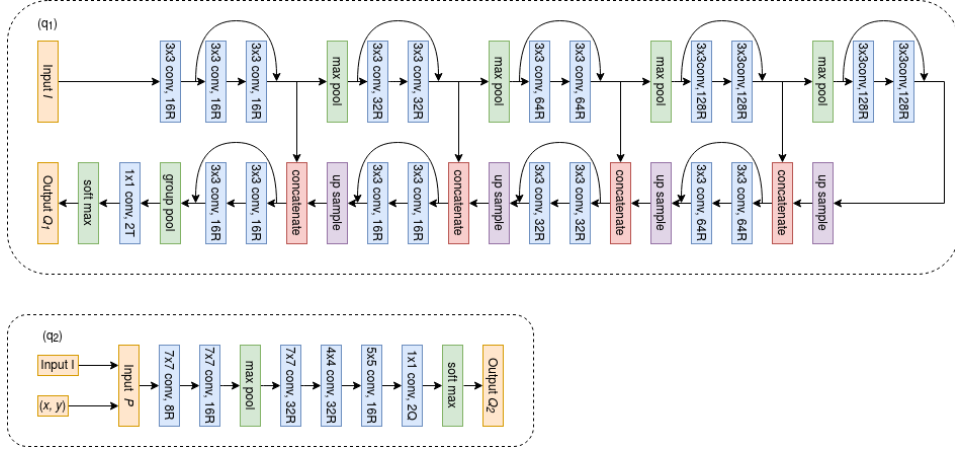 (q1)
Input I
3x3 conv, 16R
3x3 conv, 16R
3x3 conv, 16R
max pool
3x3 conv, 32R
3x3 conv, 32R
max pool
3x3 conv, 64R
3x3 conv, 64R
max pool
3x3conv,128R
3x3conv,128R
max pool
3x3conv,128R
3x3conv,128R
Output Q1
soft max
1x1 conv, 2T
group pool
3x3 conv, 16R
3x3 conv, 16R
concatenate
up sample
3x3 conv, 16R
3x3 conv, 16R
concatenate
up sample
3x3 conv, 32R
3x3 conv, 32R
concatenate
up sample
3x3 conv, 64R
3x3 conv, 64R
concatenate
up sample
(q2)
Input I
(x, y)
Input P
7x7 conv, 8R
7x7 conv, 16R
max pool
7x7 conv, 32R
4x4 conv, 32R
5x5 conv, 16R
1x1 conv, 2Q
soft max
Output Q2